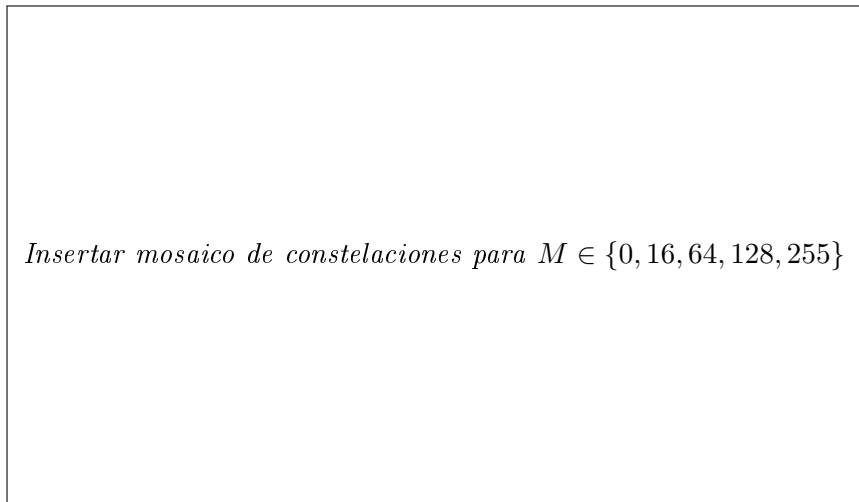 Insertar mosaico de constelaciones para M ∈ {0, 16, 64, 128, 255}